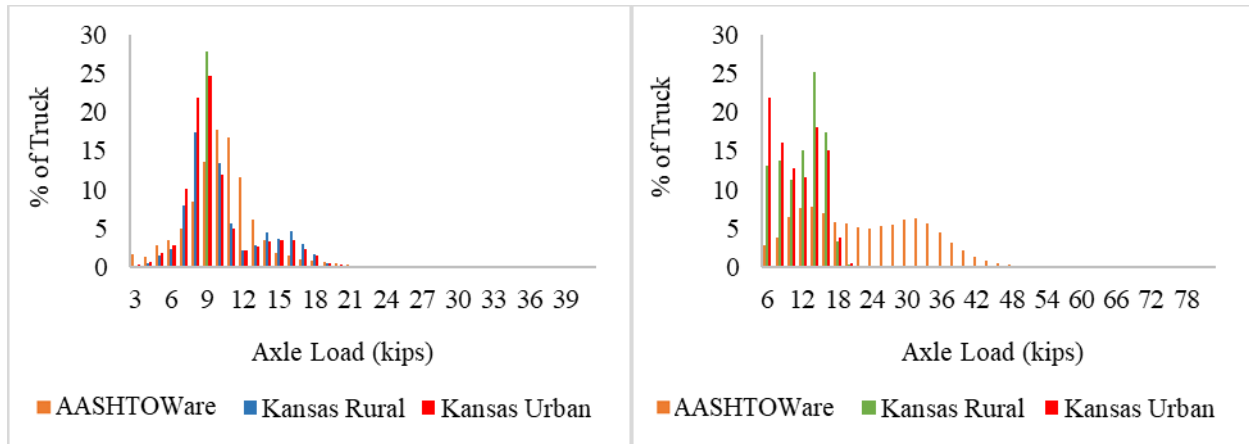 30
25
20
15
10
5
0
% of Truck
3 6 9 12 15 18 21 24 27 30 33 36 39
Axle Load (kips)
AASHTOWare Kansas Rural Kansas Urban
30
25
20
15
10
5
0
% of Truck
6 12 18 24 30 36 42 48 54 60 66 72 78
Axle Load (kips)
AASHTOWare Kansas Rural Kansas Urban